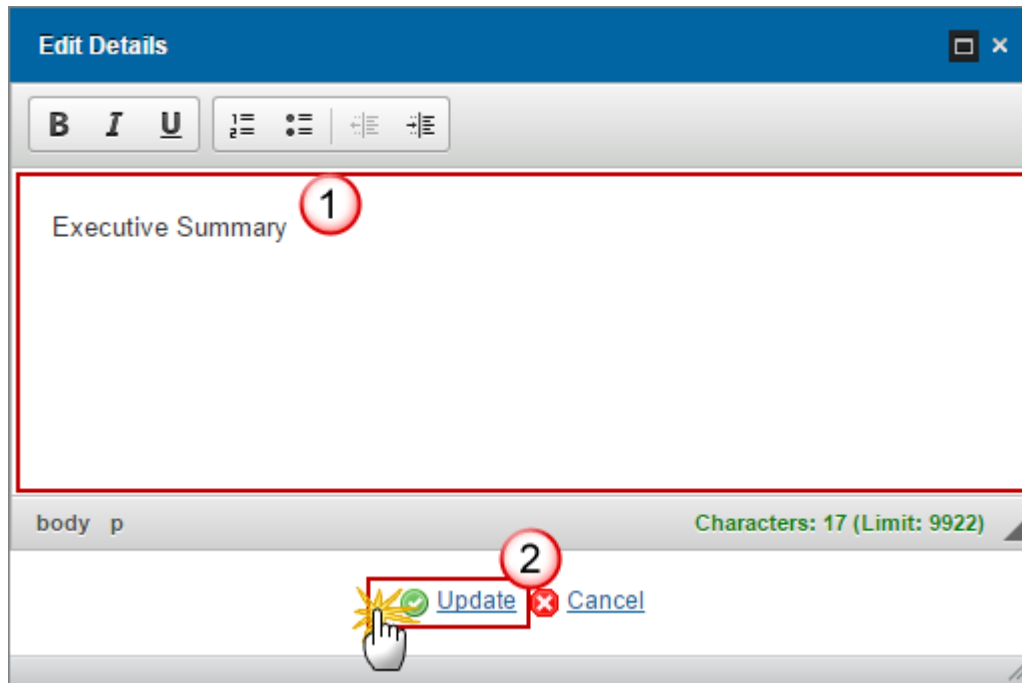 Edit Details
B I U
1
Executive Summary
body p Characters: 17 (Limit: 9922)
2
Update Cancel